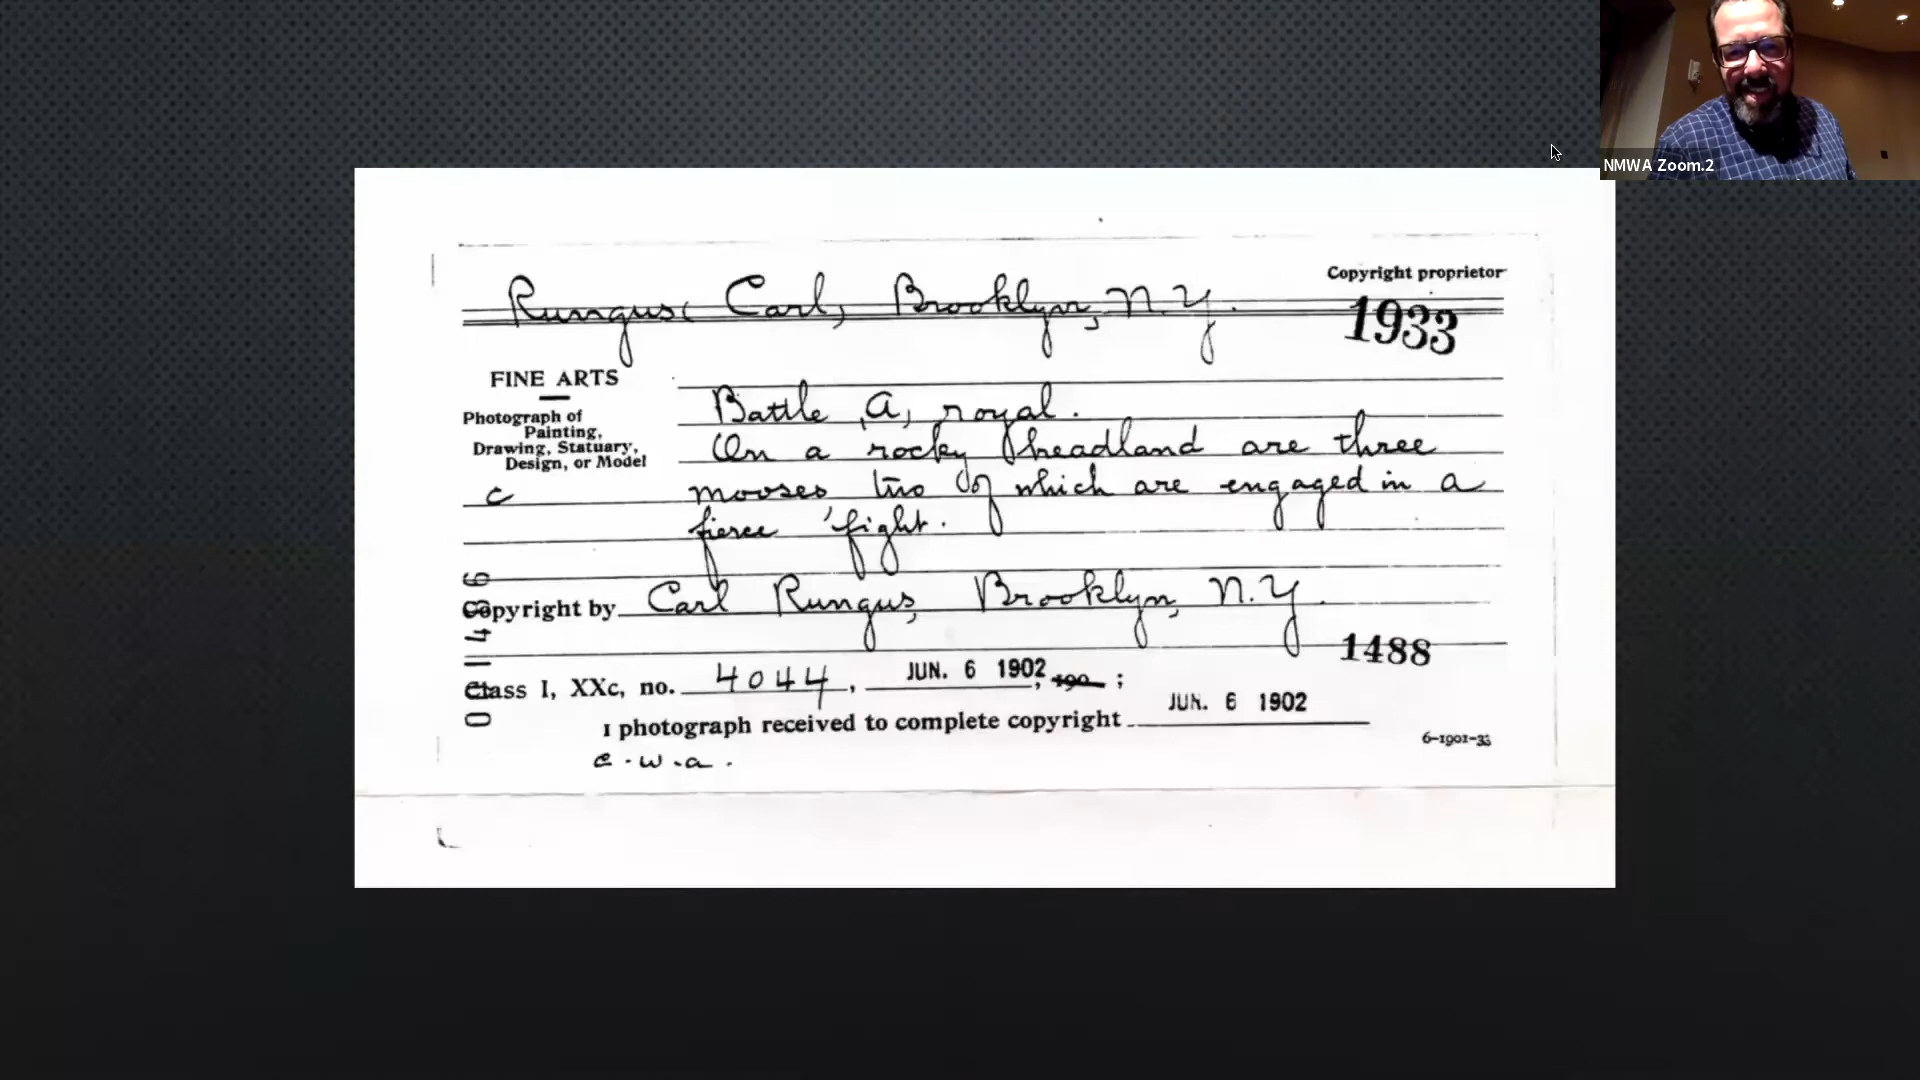 NMWA Zoom.2
Copyright proprietor
Rungus, Carl, Brooklyn, N.Y.
1933
FINE ARTS
Photograph of
Painting,
Drawing, Statuary,
Design, or Model
c
Battle, A, royal.
On a rocky headland are three
mooses two of which are engaged in a
fierce fight.
Copyright by Carl Rungus, Brooklyn, N.Y.
1488
Class I, XXc, no. 4044, JUN. 6 1902, 190 ;
1 photograph received to complete copyright JUN. 6 1902
6-1901-33
e.w.a.